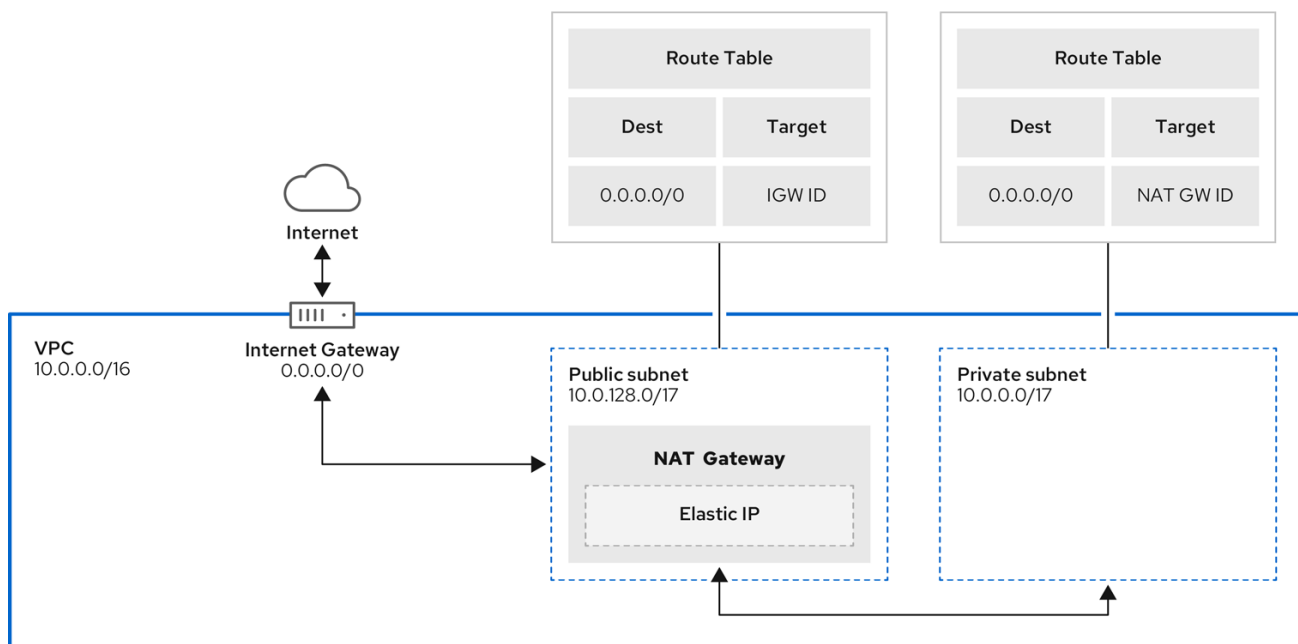 Route Table
Dest
Target
0.0.0.0/0
IGW ID
Route Table
Dest
Target
0.0.0.0/0
NAT GW ID
Internet
VPC
10.0.0.0/16
Internet Gateway
0.0.0.0/0
Public subnet
10.0.128.0/17
NAT Gateway
Elastic IP
Private subnet
10.0.0.0/17